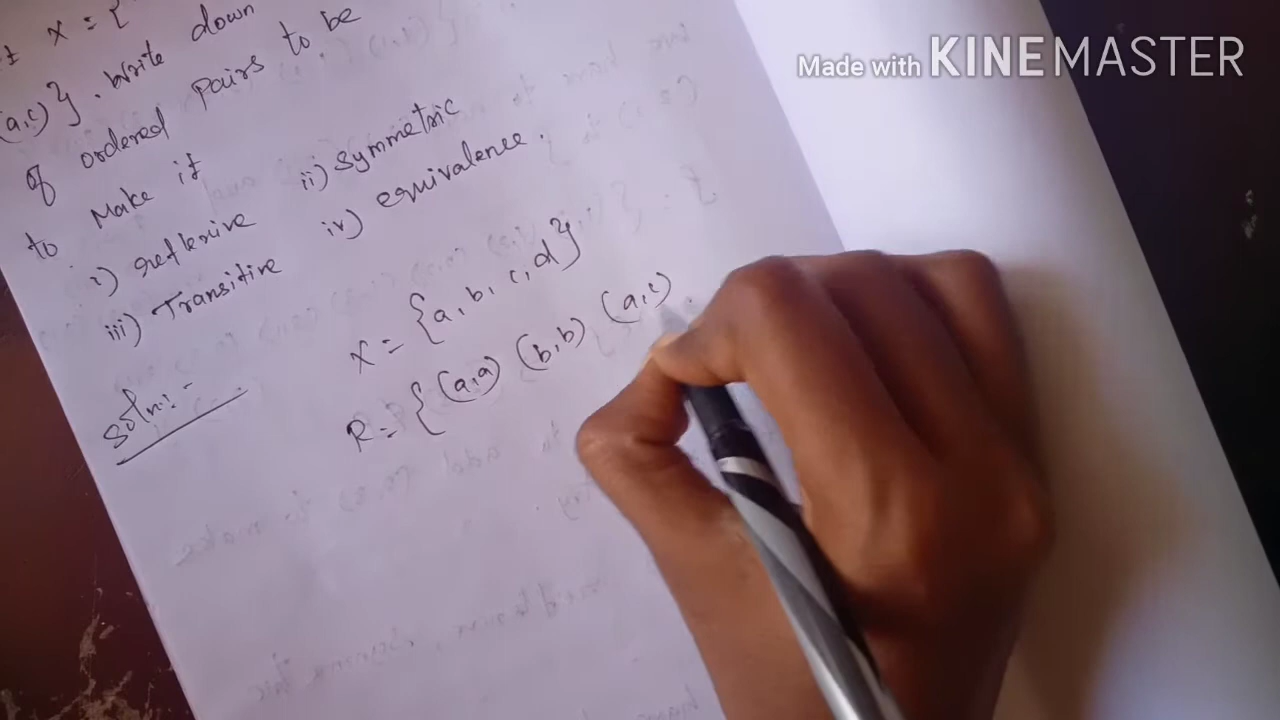 Made with KINEMASTER
X = {
(a,c)} . Write down
of ordered pairs to be
to Make it
i) reflexive ii) Symmetric
iii) Transitive iv) equivalence .
Soln:-
X = {a, b, c, d}
R = {(a,a) (b,b) (a,c)